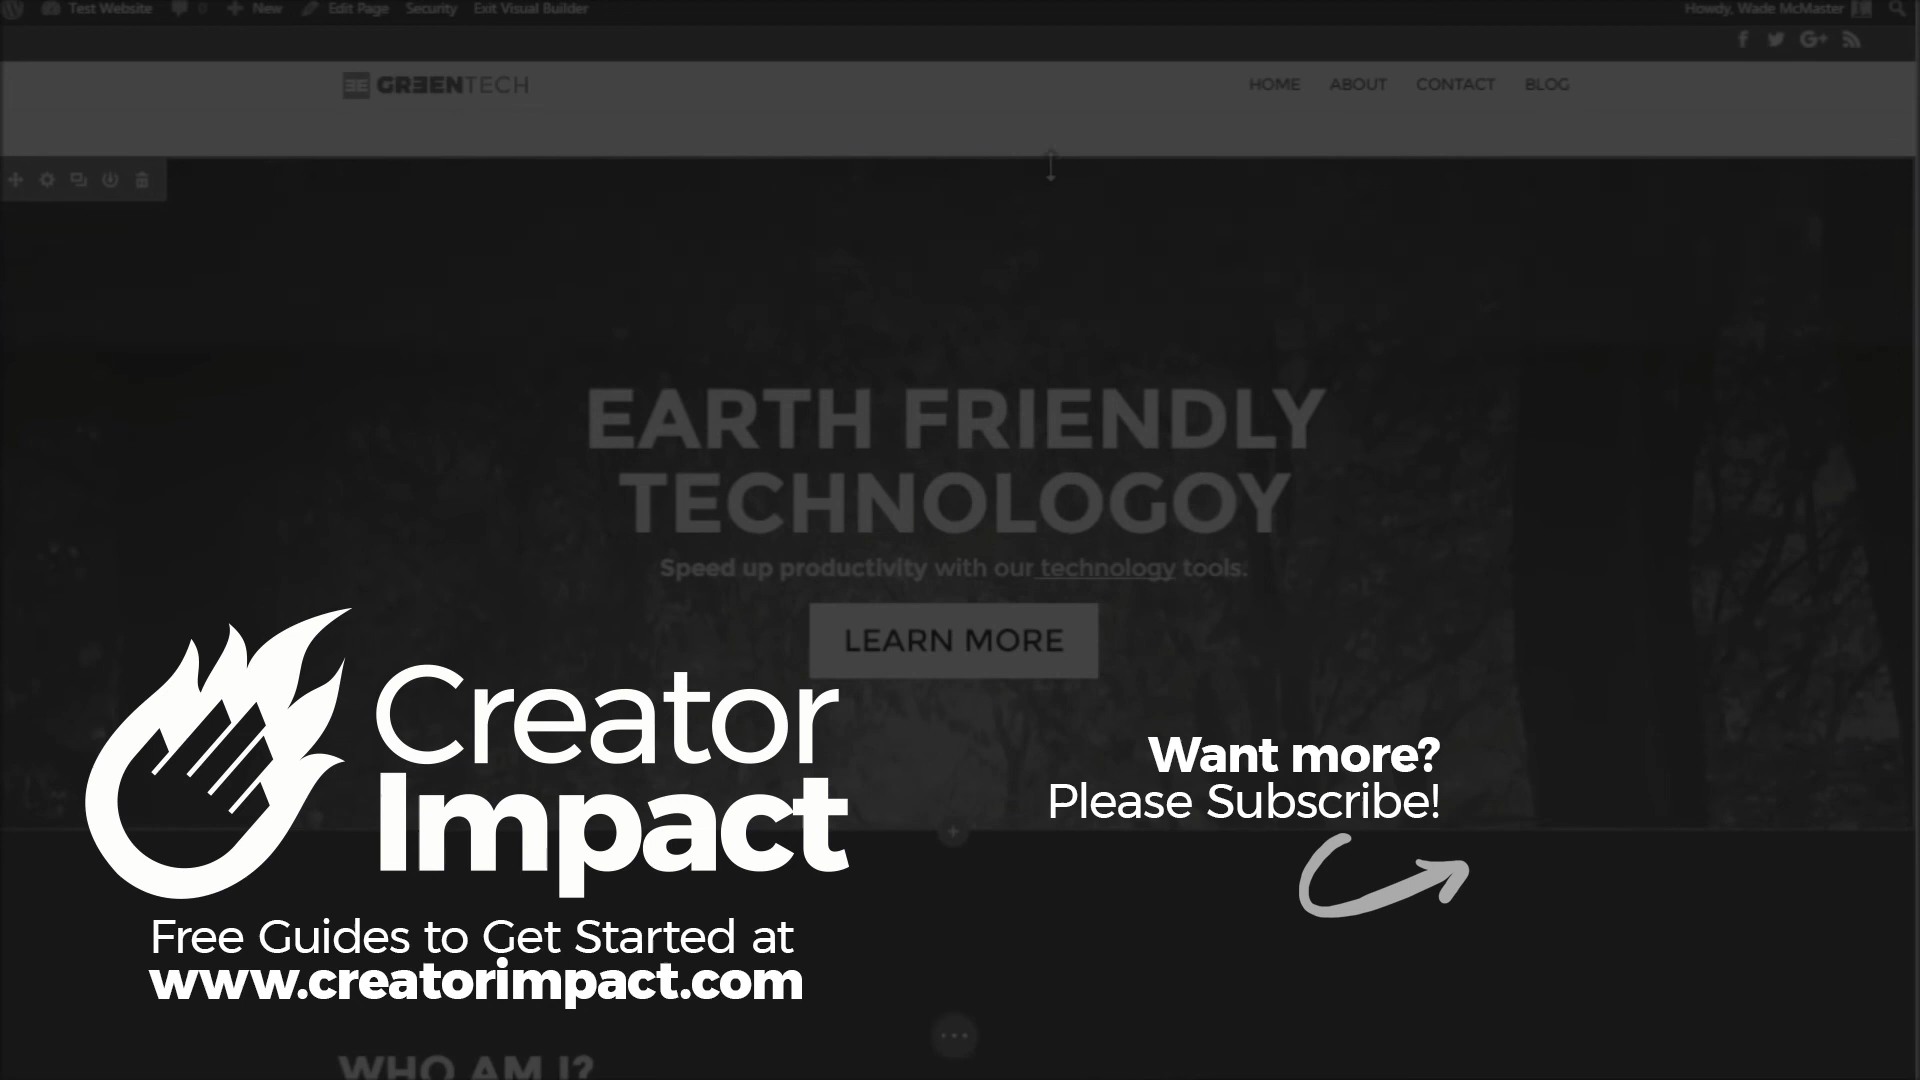 Test Website 0 New Edit Page Security Exit Visual Builder Howdy, Wade McMaster
GREENTECH HOME ABOUT CONTACT BLOG
EARTH FRIENDLY
TECHNOLOGOY
Speed up productivity with our technology tools.
LEARN MORE
Creator
Impact
Free Guides to Get Started at
www.creatorimpact.com
Want more?
Please Subscribe!
WHO AM I?